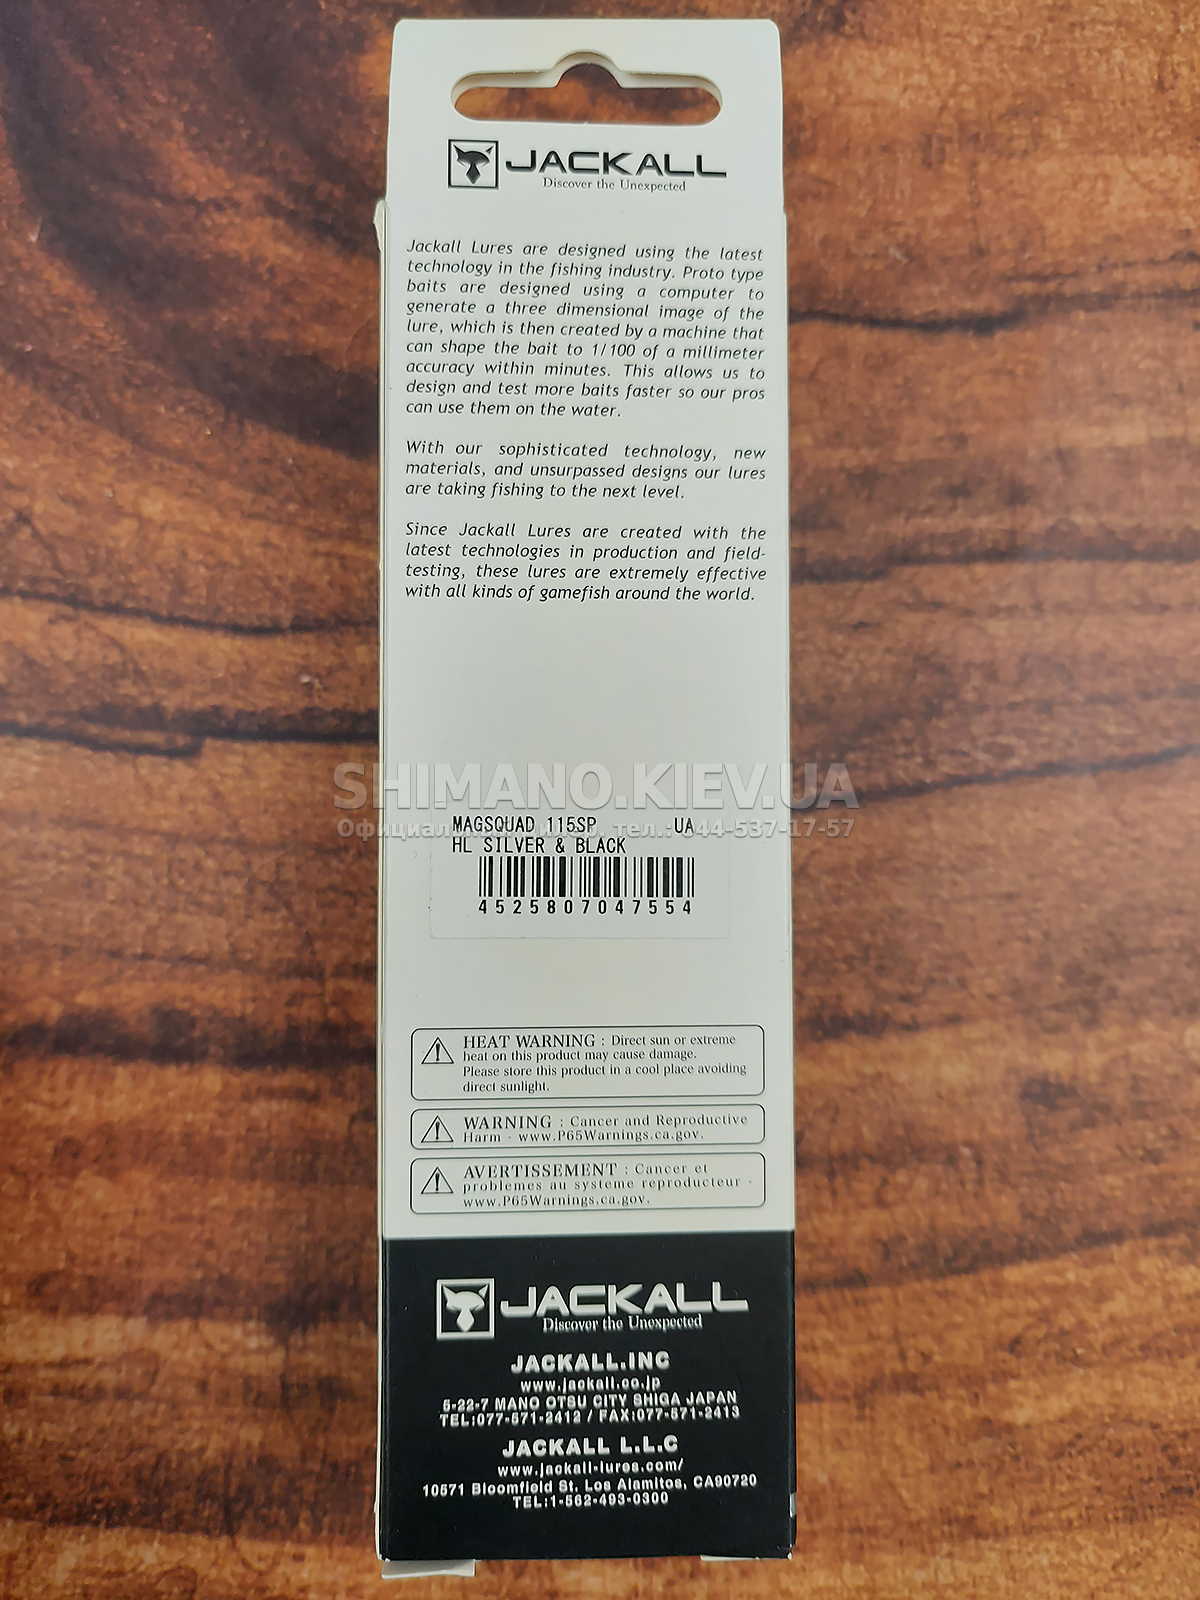 JACKALL
Discover the Unexpected
Jackall Lures are designed using the latest
technology in the fishing industry. Proto type
baits are designed using a computer to
generate a three dimensional image of the
lure, which is then created by a machine that
can shape the bait to 1/100 of a millimeter
accuracy within minutes. This allows us to
design and test more baits faster so our pros
can use them on the water.
With our sophisticated technology, new
materials, and unsurpassed designs our lures
are taking fishing to the next level.
Since Jackall Lures are created with the
latest technologies in production and field-
testing, these lures are extremely effective
with all kinds of gamefish around the world.
SHIMANO.KIEV.UA
MAGSQUAD 115SP UA
Официальный дилер. тел.: 044-537-17-57
HL SILVER & BLACK
4525807047554
HEAT WARNING : Direct sun or extreme
heat on this product may cause damage.
Please store this product in a cool place avoiding
direct sunlight.
WARNING : Cancer and Reproductive
Harm - www.P65Warnings.ca.gov.
AVERTISSEMENT : Cancer et
problemes au systeme reproducteur -
www.P65Warnings.ca.gov.
JACKALL
Discover the Unexpected
JACKALL.INC
www.jackall.co.jp
5-22-7 MANO OTSU CITY SHIGA JAPAN
TEL:077-571-2412 / FAX:077-571-2413
JACKALL L.L.C
www.jackall-lures.com/
10571 Bloomfield St. Los Alamitos, CA90720
TEL:1-562-493-0300